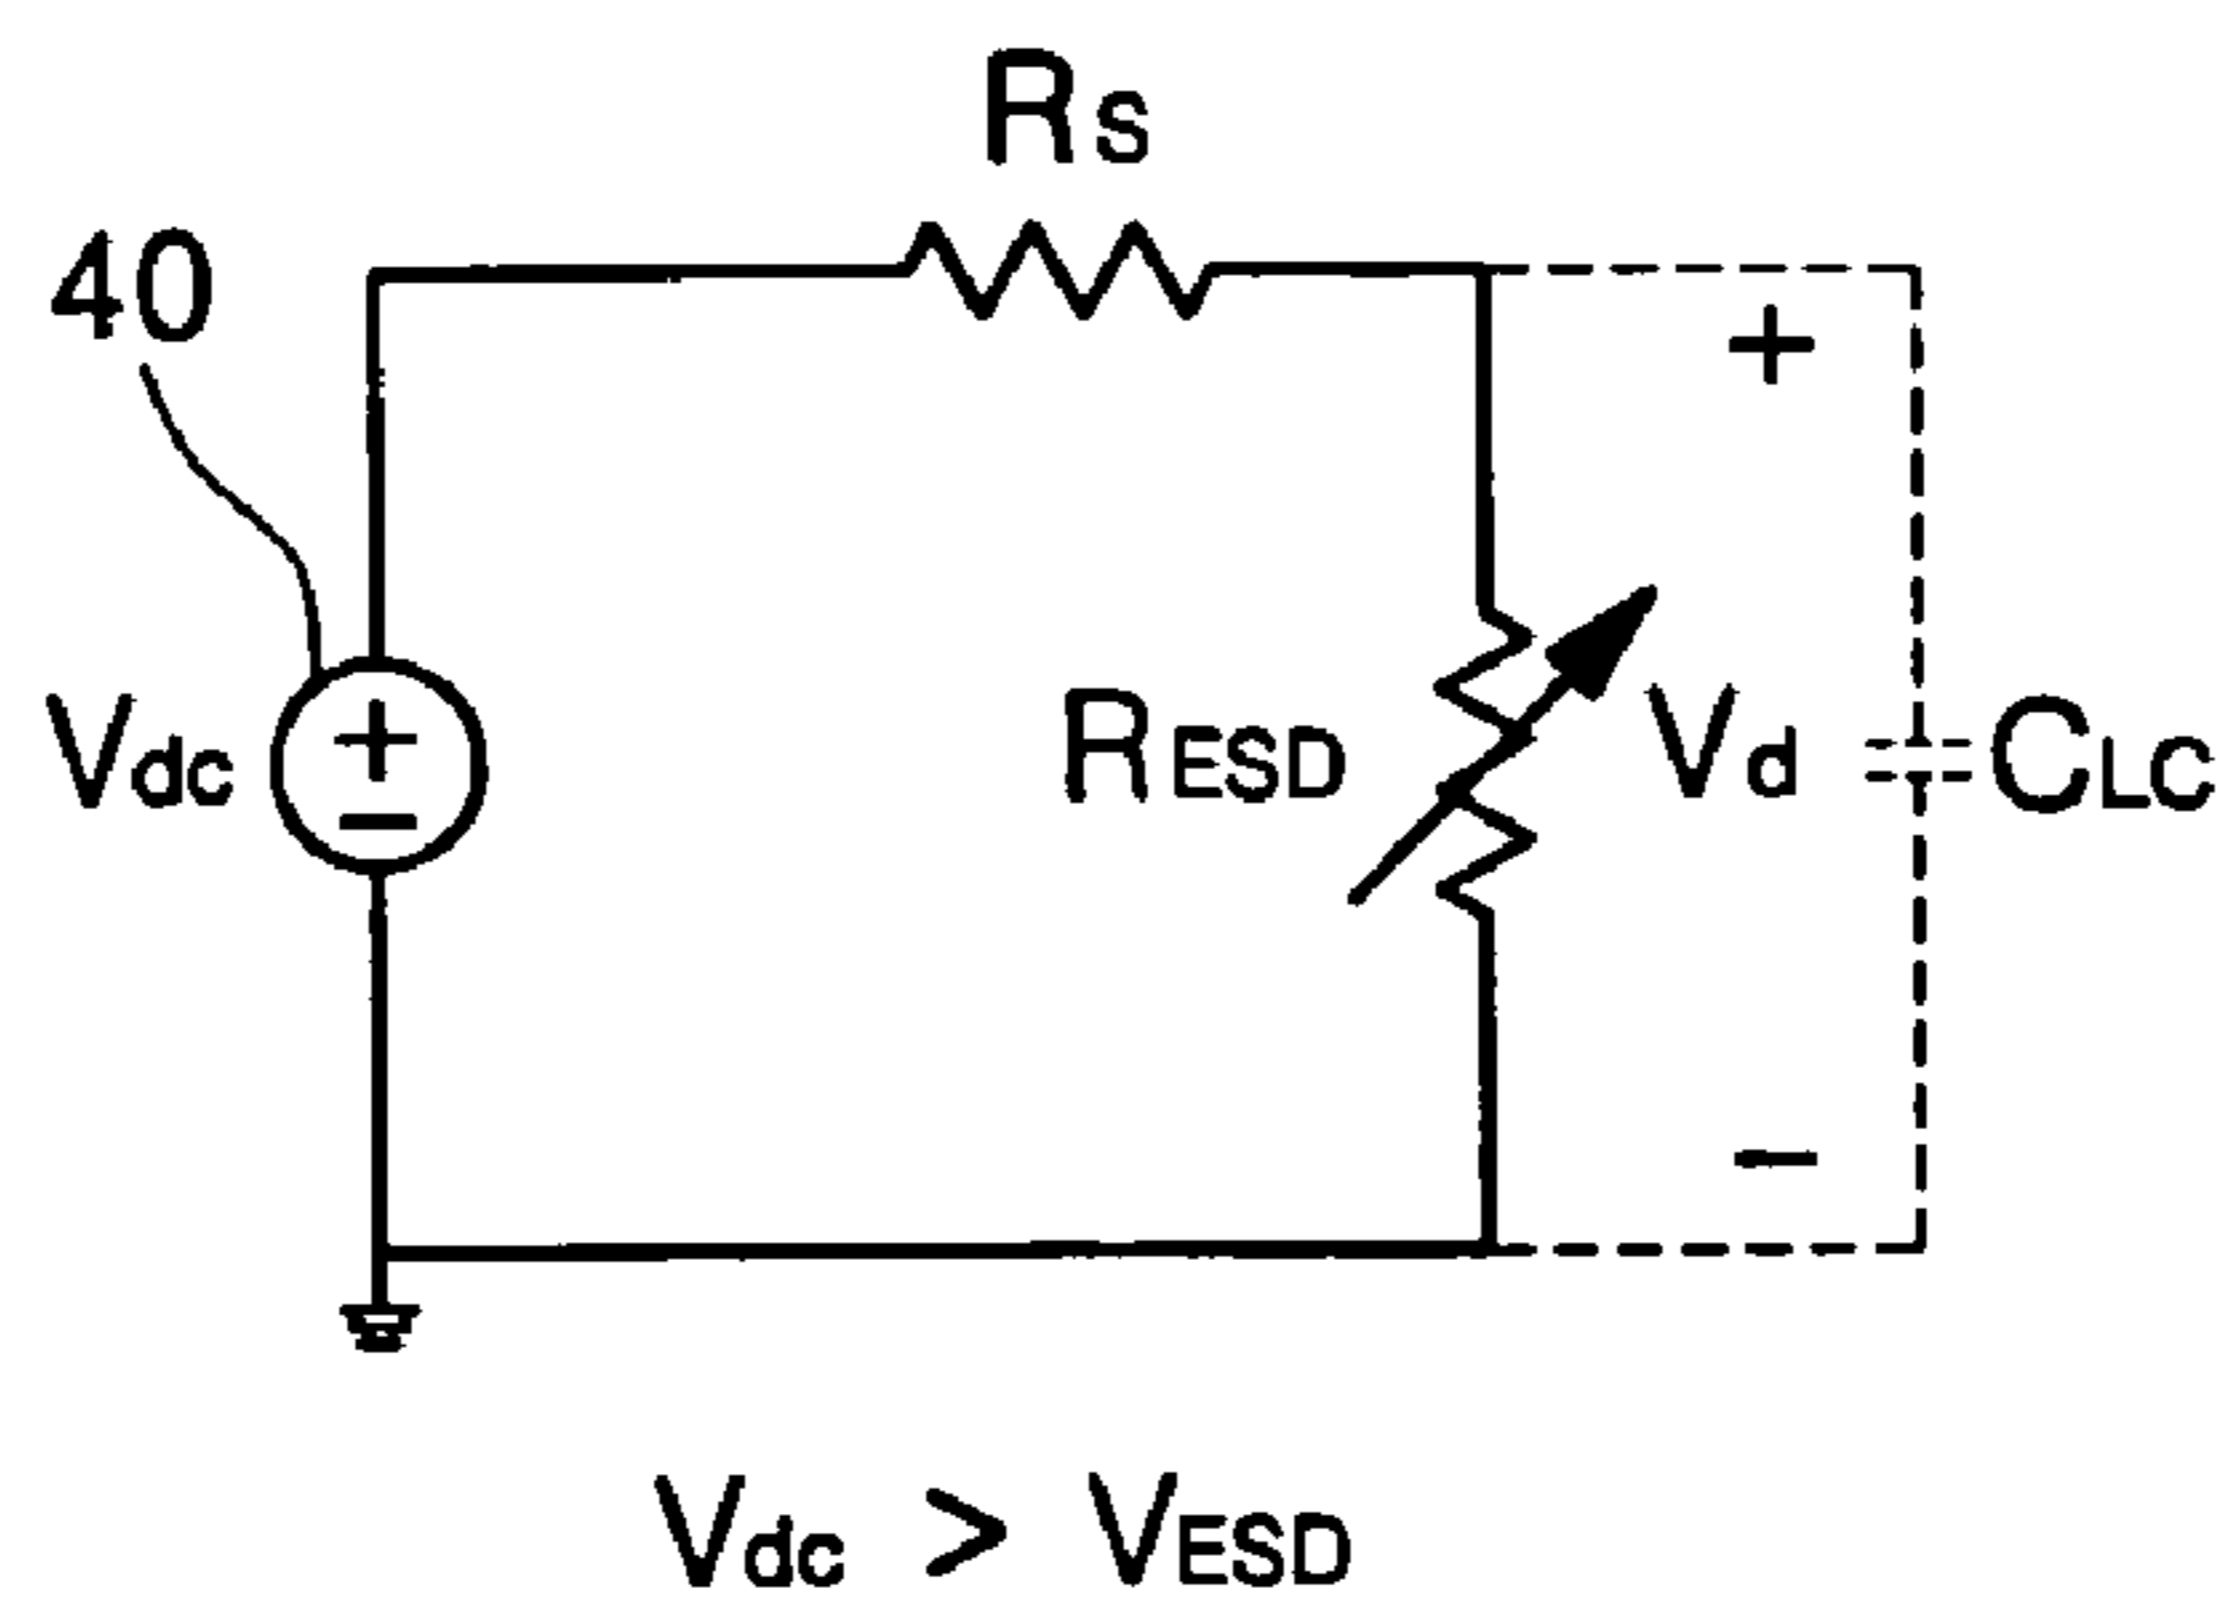 Rs
40
+
Vdc
+
−
RESD
Vd
CLC
−
Vdc > VESD